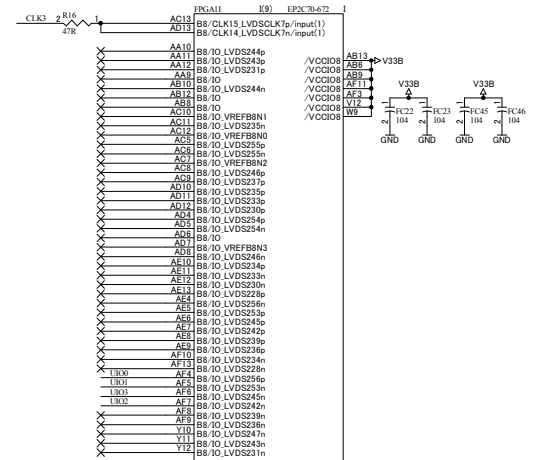 FPGA11 I(9) EP2C70-672 I
CLK3 2 R16 1 AC13 B8/CLK15_LVDSCLK7p/input(1)
47R AD13 B8/CLK14_LVDSCLK7n/input(1)
AA10 B8/IO_LVDS244p
AA11 B8/IO_LVDS243p
AA12 B8/IO_LVDS231p
AA9 B8/IO
AB10 B8/IO_LVDS244n
AB12 B8/IO
AB8 B8/IO
AC10 B8/IO_VREFB8N1
AC11 B8/IO_LVDS235n
AC12 B8/IO_VREFB8N0
AC5 B8/IO_LVDS255p
AC6 B8/IO_LVDS255n
AC7 B8/IO_VREFB8N2
AC8 B8/IO_LVDS246p
AC9 B8/IO_LVDS237p
AD10 B8/IO_LVDS235p
AD11 B8/IO_LVDS233p
AD12 B8/IO_LVDS230p
AD4 B8/IO_LVDS254p
AD5 B8/IO_LVDS254n
AD6 B8/IO
AD7 B8/IO_VREFB8N3
AD8 B8/IO_LVDS246n
AE10 B8/IO_LVDS234p
AE11 B8/IO_LVDS233n
AE12 B8/IO_LVDS230n
AE13 B8/IO_LVDS228p
AE4 B8/IO_LVDS256n
AE5 B8/IO_LVDS253p
AE6 B8/IO_LVDS245p
AE7 B8/IO_LVDS242p
AE8 B8/IO_LVDS239p
AE9 B8/IO_LVDS236p
AF10 B8/IO_LVDS234n
AF13 B8/IO_LVDS228n
UIO0 AF4 B8/IO_LVDS256p
UIO1 AF5 B8/IO_LVDS253n
UIO3 AF6 B8/IO_LVDS245n
UIO2 AF7 B8/IO_LVDS242n
AF8 B8/IO_LVDS239n
AF9 B8/IO_LVDS236n
Y10 B8/IO_LVDS247n
Y11 B8/IO_LVDS243n
Y12 B8/IO_LVDS231n
/VCCIO8 AB13 V33B
/VCCIO8 AB6
/VCCIO8 AB9
/VCCIO8 AF11
/VCCIO8 AF3
/VCCIO8 V12
/VCCIO8 W9
V33B V33B
1 1 1 1
FC22 FC23 FC45 FC46
104 104 104 104
2 2 2 2
GND GND GND GND